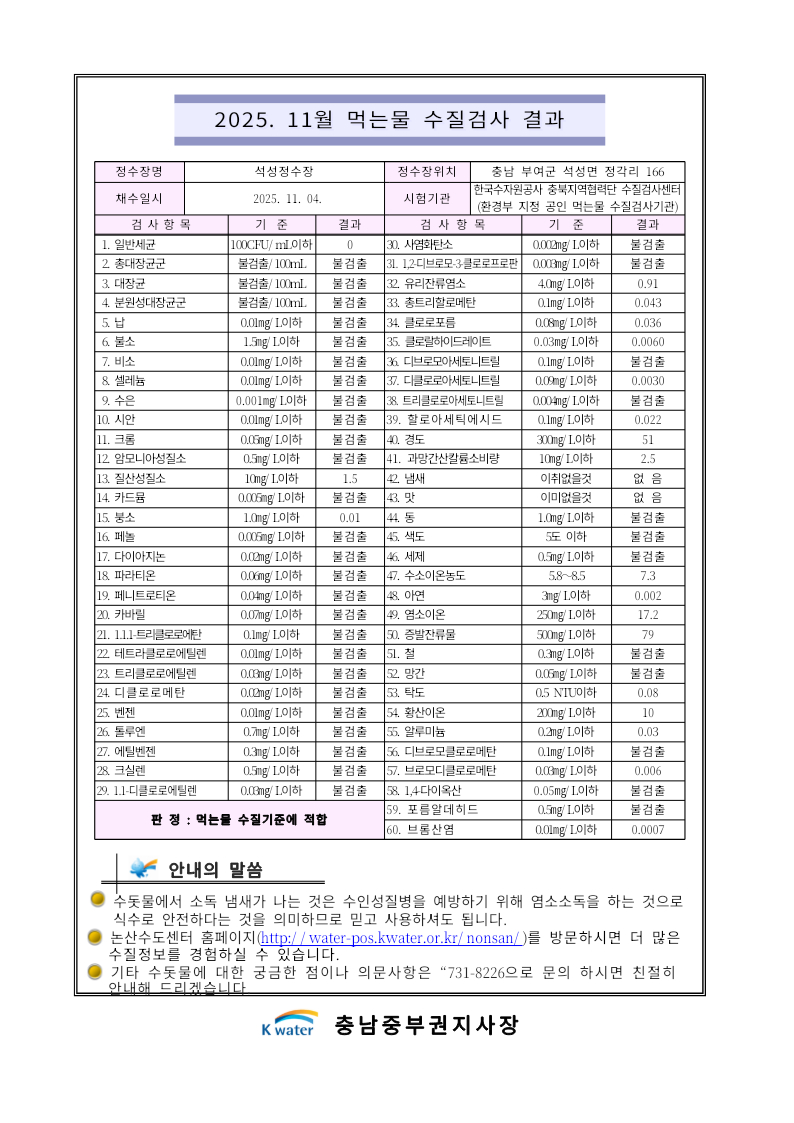 2025. 11월 먹는물 수질검사 결과
정수장명 석성정수장 정수장위치 충남 부여군 석성면 정각리 166
채수일시 2025. 11. 04. 시험기관 한국수자원공사 충북지역협력단 수질검사센터
(환경부 지정 공인 먹는물 수질검사기관)
검 사 항 목 기 준 결과 검 사 항 목 기 준 결과
1. 일반세균 100CFU/mL이하 0 30. 사염화탄소 0.002mg/L이하 불검출
2. 총대장균군 불검출/100mL 불검출 31. 1,2-디브로모-3-클로로프로판 0.003mg/L이하 불검출
3. 대장균 불검출/100mL 불검출 32. 유리잔류염소 4.0mg/L이하 0.91
4. 분원성대장균군 불검출/100mL 불검출 33. 총트리할로메탄 0.1mg/L이하 0.043
5. 납 0.01mg/L이하 불검출 34. 클로로포름 0.08mg/L이하 0.036
6. 불소 1.5mg/L이하 불검출 35. 클로랄하이드레이트 0.03mg/L이하 0.0060
7. 비소 0.01mg/L이하 불검출 36. 디브로모아세토니트릴 0.1mg/L이하 불검출
8. 셀레늄 0.01mg/L이하 불검출 37. 디클로로아세토니트릴 0.09mg/L이하 0.0030
9. 수은 0.001mg/L이하 불검출 38. 트리클로로아세토니트릴 0.004mg/L이하 불검출
10. 시안 0.01mg/L이하 불검출 39. 할로아세틱에시드 0.1mg/L이하 0.022
11. 크롬 0.05mg/L이하 불검출 40. 경도 300mg/L이하 51
12. 암모니아성질소 0.5mg/L이하 불검출 41. 과망간산칼륨소비량 10mg/L이하 2.5
13. 질산성질소 10mg/L이하 1.5 42. 냄새 이취없을것 없 음
14. 카드뮴 0.005mg/L이하 불검출 43. 맛 이미없을것 없 음
15. 붕소 1.0mg/L이하 0.01 44. 동 1.0mg/L이하 불검출
16. 페놀 0.005mg/L이하 불검출 45. 색도 5도 이하 불검출
17. 다이아지논 0.02mg/L이하 불검출 46. 세제 0.5mg/L이하 불검출
18. 파라티온 0.06mg/L이하 불검출 47. 수소이온농도 5.8~8.5 7.3
19. 페니트로티온 0.04mg/L이하 불검출 48. 아연 3mg/L이하 0.002
20. 카바릴 0.07mg/L이하 불검출 49. 염소이온 250mg/L이하 17.2
21. 1.1.1-트리클로로에탄 0.1mg/L이하 불검출 50. 증발잔류물 500mg/L이하 79
22. 테트라클로로에틸렌 0.01mg/L이하 불검출 51. 철 0.3mg/L이하 불검출
23. 트리클로로에틸렌 0.03mg/L이하 불검출 52. 망간 0.05mg/L이하 불검출
24. 디클로로메탄 0.02mg/L이하 불검출 53. 탁도 0.5 NTU이하 0.08
25. 벤젠 0.01mg/L이하 불검출 54. 황산이온 200mg/L이하 10
26. 톨루엔 0.7mg/L이하 불검출 55. 알루미늄 0.2mg/L이하 0.03
27. 에틸벤젠 0.3mg/L이하 불검출 56. 디브로모클로로메탄 0.1mg/L이하 불검출
28. 크실렌 0.5mg/L이하 불검출 57. 브로모디클로로메탄 0.03mg/L이하 0.006
29. 1.1-디클로로에틸렌 0.03mg/L이하 불검출 58. 1,4-다이옥산 0.05mg/L이하 불검출
판 정 : 먹는물 수질기준에 적합 59. 포름알데히드 0.5mg/L이하 불검출
60. 브롬산염 0.01mg/L이하 0.0007
안내의 말씀
수돗물에서 소독 냄새가 나는 것은 수인성질병을 예방하기 위해 염소소독을 하는 것으로
식수로 안전하다는 것을 의미하므로 믿고 사용하셔도 됩니다.
논산수도센터 홈페이지(http://water-pos.kwater.or.kr/nonsan/)를 방문하시면 더 많은
수질정보를 경험하실 수 있습니다.
기타 수돗물에 대한 궁금한 점이나 의문사항은 “731-8226으로 문의 하시면 친절히
안내해 드리겠습니다
K water 충남중부권지사장